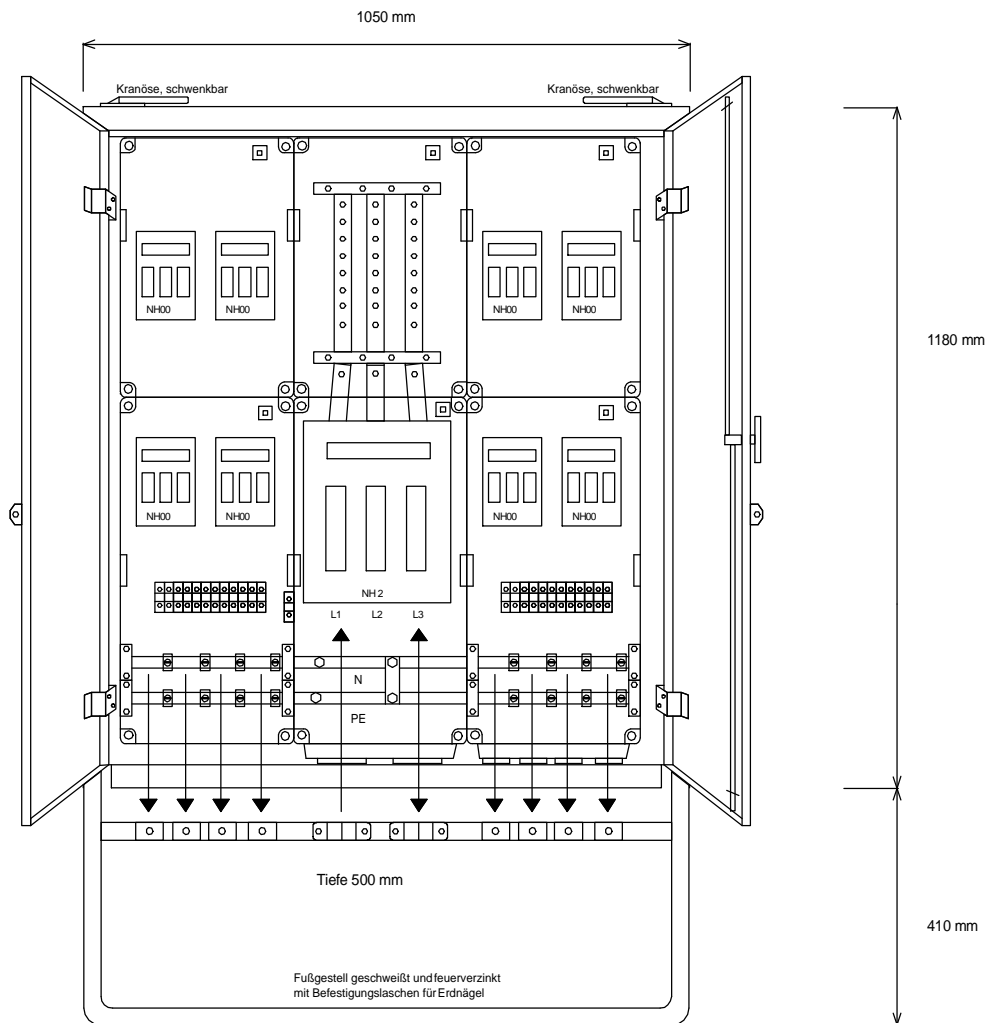 1050 mm
Kranöse, schwenkbar
Kranöse, schwenkbar
NH00
NH00
NH00
NH00
1180 mm
NH00
NH00
NH00
NH00
NH 2
L1
L2
L3
N
PE
Tiefe 500 mm
410 mm
Fußgestell geschweißt und feuerverzinkt
mit Befestigungslaschen für Erdnägel